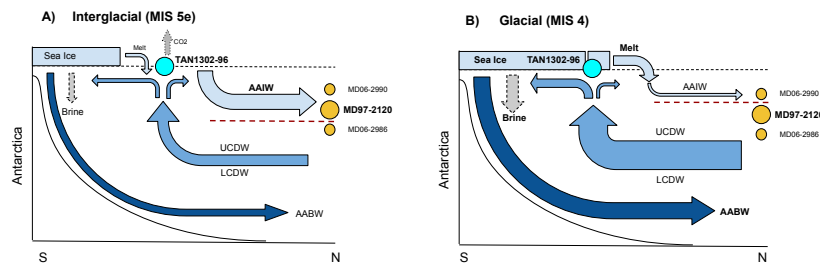 A) Interglacial (MIS 5e)
CO2
Sea Ice
Melt
TAN1302-96
Brine
AAIW
MD06-2990
MD97-2120
MD06-2986
UCDW
LCDW
AABW
Antarctica
S
N
B) Glacial (MIS 4)
Sea Ice
TAN1302-96
Melt
Brine
AAIW
MD06-2990
MD97-2120
MD06-2986
UCDW
LCDW
AABW
Antarctica
S
N